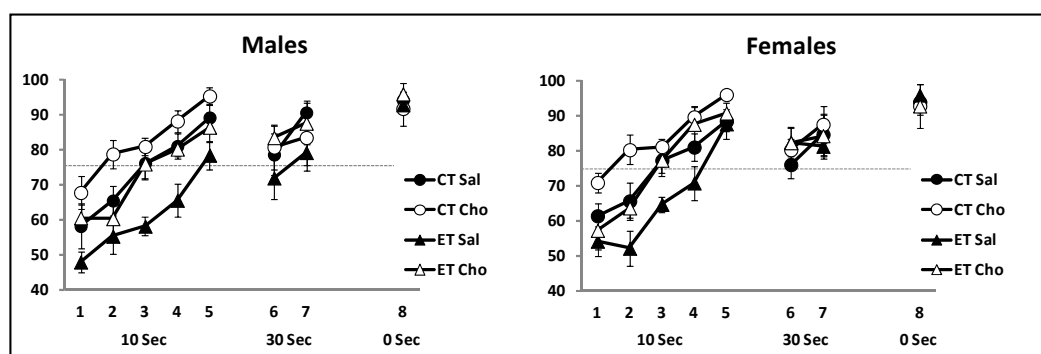 Males
100
90
80
70
60
50
40
1 2 3 4 5 6 7 8
10 Sec 30 Sec 0 Sec
CT Sal
CT Cho
ET Sal
ET Cho
Females
100
90
80
70
60
50
40
1 2 3 4 5 6 7 8
10 Sec 30 Sec 0 Sec
CT Sal
CT Cho
ET Sal
ET Cho